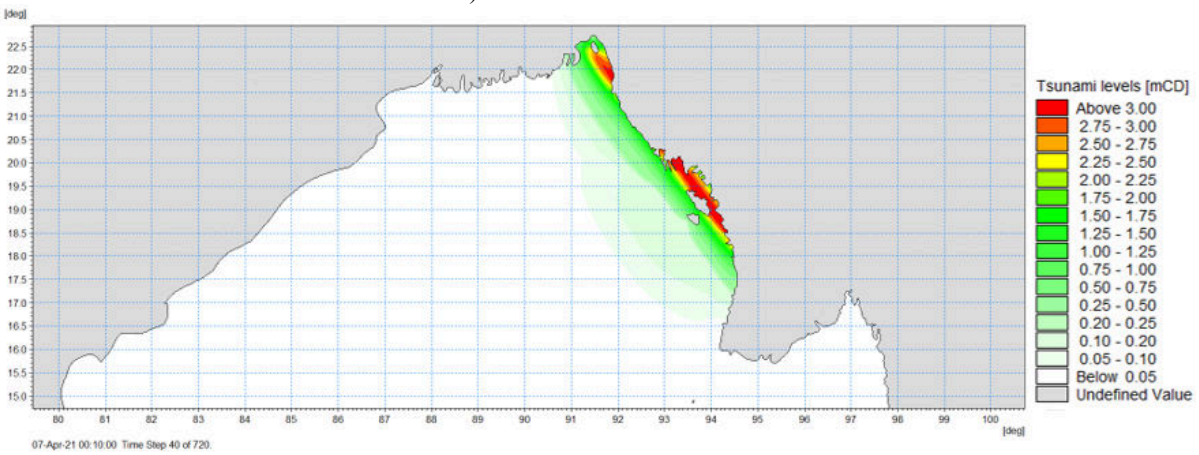 )
[deg]
22.5
22.0
21.5
21.0
20.5
20.0
19.5
19.0
18.5
18.0
17.5
17.0
16.5
16.0
15.5
15.0
80 81 82 83 84 85 86 87 88 89 90 91 92 93 94 95 96 97 98 99 100
[deg]
07-Apr-21 00:10:00 Time Step 40 of 720.
Tsunami levels [mCD]
Above 3.00
2.75 - 3.00
2.50 - 2.75
2.25 - 2.50
2.00 - 2.25
1.75 - 2.00
1.50 - 1.75
1.25 - 1.50
1.00 - 1.25
0.75 - 1.00
0.50 - 0.75
0.25 - 0.50
0.20 - 0.25
0.10 - 0.20
0.05 - 0.10
Below 0.05
Undefined Value